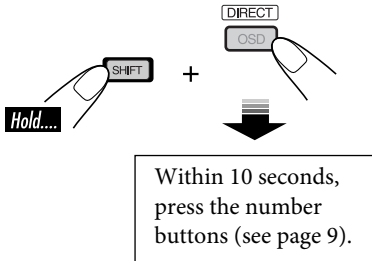 DIRECT
OSD
SHIFT
+
Hold....
Within 10 seconds,
press the number
buttons (see page 9).